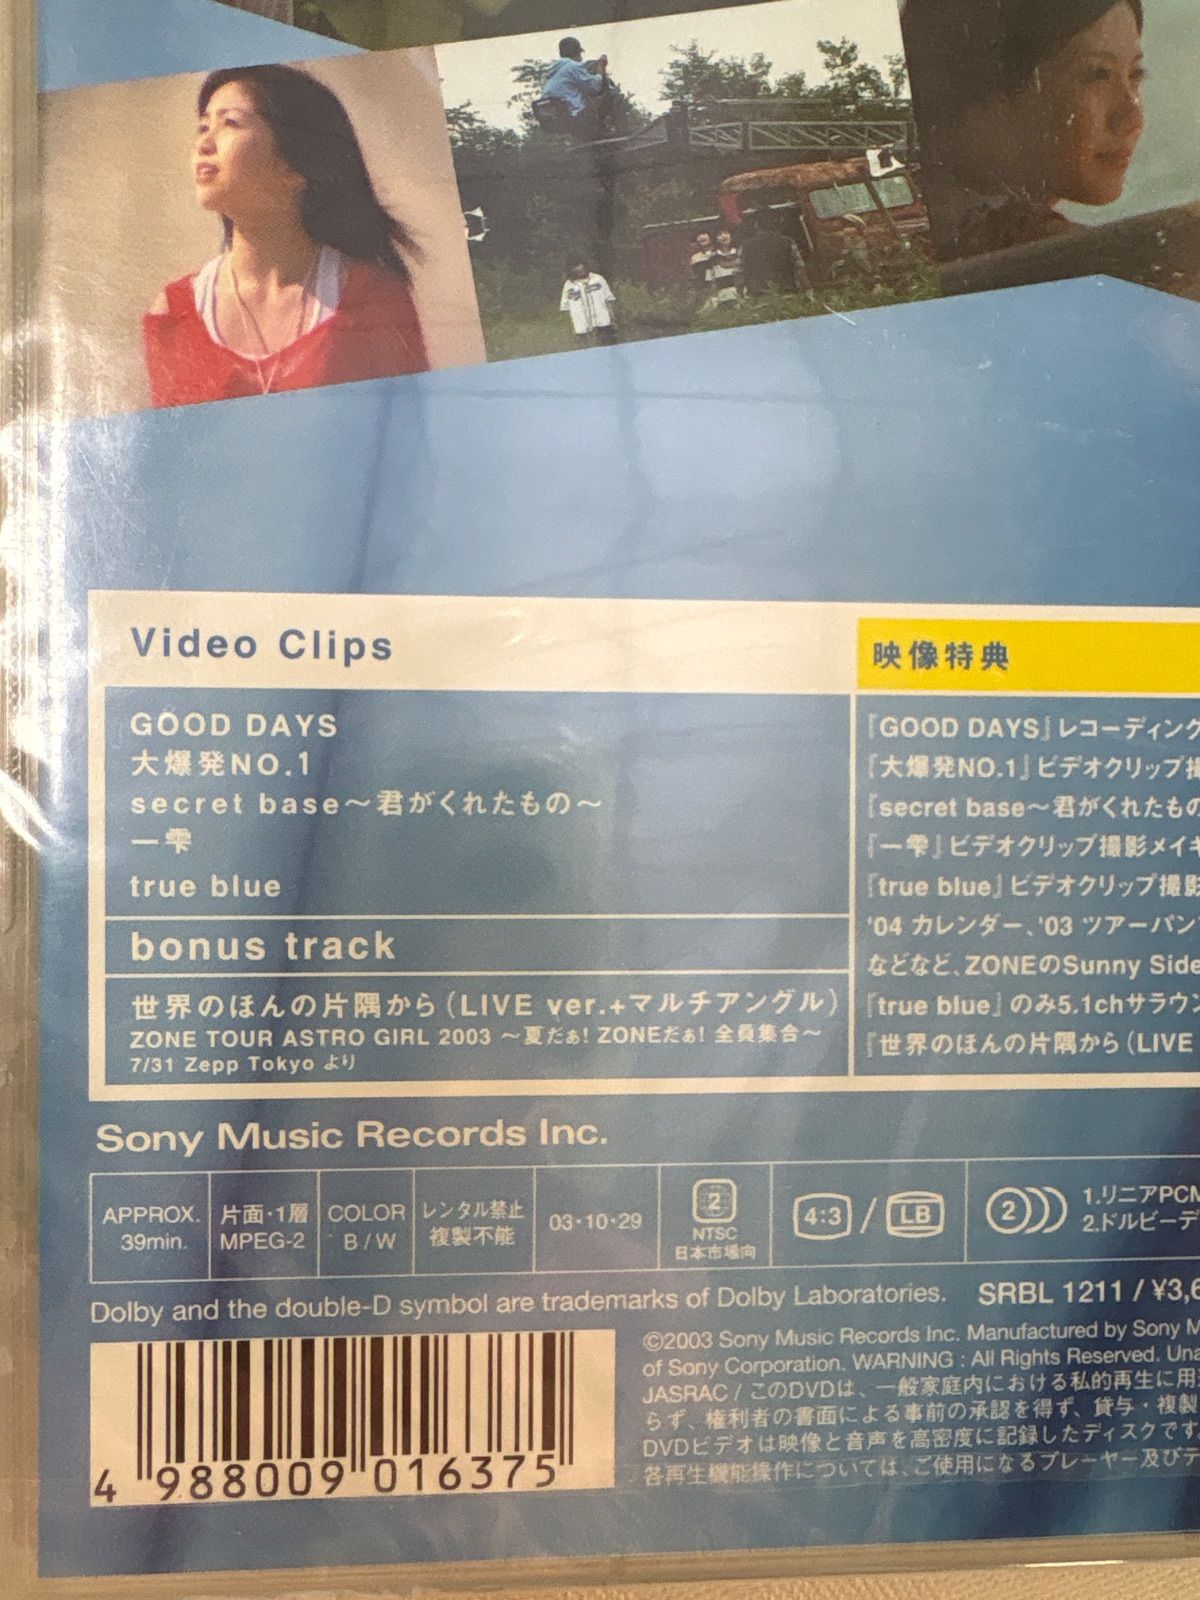 Video Clips
GOOD DAYS
大爆発NO.1
secret base～君がくれたもの～
一雫
true blue
bonus track
世界のほんの片隅から(LIVE ver.+マルチアングル)
ZONE TOUR ASTRO GIRL 2003 ～夏だぁ! ZONEだぁ! 全員集合～
7/31 Zepp Tokyo より
映像特典
『GOOD DAYS』レコーディング
『大爆発NO.1』ビデオクリップ撮
『secret base～君がくれたもの
『一雫』ビデオクリップ撮影メイキ
『true blue』ビデオクリップ撮影
'04 カレンダー、'03 ツアーパン
などなど、ZONEのSunny Side
『true blue』のみ5.1chサラウン
『世界のほんの片隅から(LIVE
Sony Music Records Inc.
APPROX.
39min.
片面・1層
MPEG-2
COLOR
B/W
レンタル禁止
複製不能
03・10・29
2
NTSC
日本市場向
4:3 / LB
2
1.リニアPCM
2.ドルビーデ
Dolby and the double-D symbol are trademarks of Dolby Laboratories.
SRBL 1211 / ¥3,6
©2003 Sony Music Records Inc. Manufactured by Sony M
of Sony Corporation. WARNING : All Rights Reserved. Una
JASRAC / このDVDは、一般家庭内における私的再生に用途
らず、権利者の書面による事前の承認を得ず、貸与・複製
DVDビデオは映像と音声を高密度に記録したディスクです
各再生機能操作については、ご使用になるプレーヤー及びテ
4 988009 016375